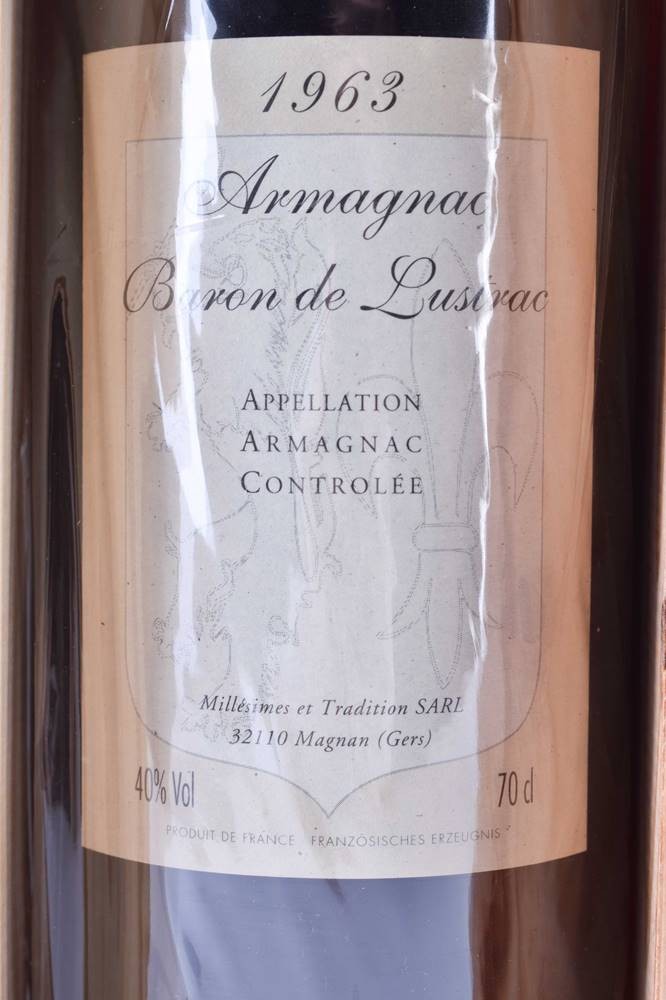 1963
Armagnac
Baron de Lustrac
APPELLATION
ARMAGNAC
CONTROLÉE
Millésimes et Tradition SARL
32110 Magnan (Gers)
40% Vol 70 cl
PRODUIT DE FRANCE FRANZÖSISCHES ERZEUGNIS